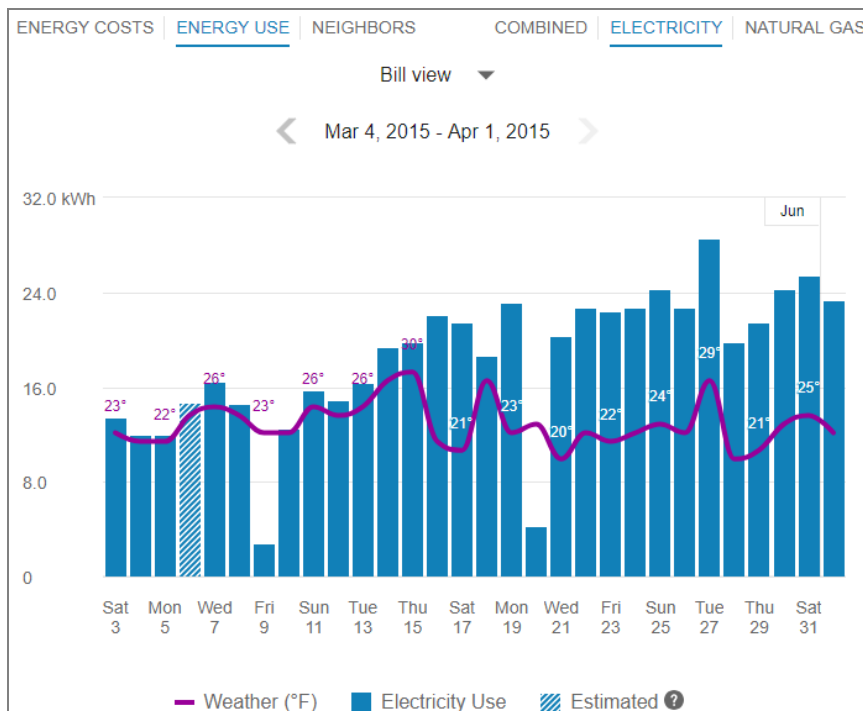 ENERGY COSTS ENERGY USE NEIGHBORS COMBINED ELECTRICITY NATURAL GAS
Bill view
Mar 4, 2015 - Apr 1, 2015
32.0 kWh
Jun
24.0
16.0
8.0
0
23° 22° 26° 23° 26° 26° 30° 21° 23° 20° 22° 24° 29° 21° 25°
Sat Mon Wed Fri Sun Tue Thu Sat Mon Wed Fri Sun Tue Thu Sat
3 5 7 9 11 13 15 17 19 21 23 25 27 29 31
Weather (°F) Electricity Use Estimated ?